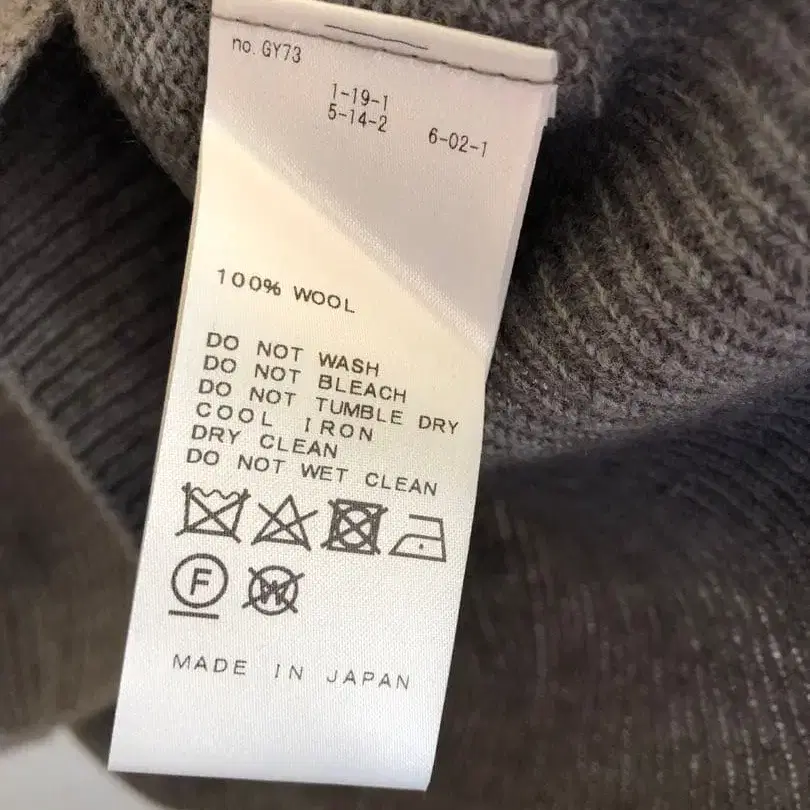 no. GY73
1-19-1
5-14-2
6-02-1
100% WOOL
DO NOT WASH
DO NOT BLEACH
DO NOT TUMBLE DRY
COOL IRON
DRY CLEAN
DO NOT WET CLEAN
F
W
MADE IN JAPAN